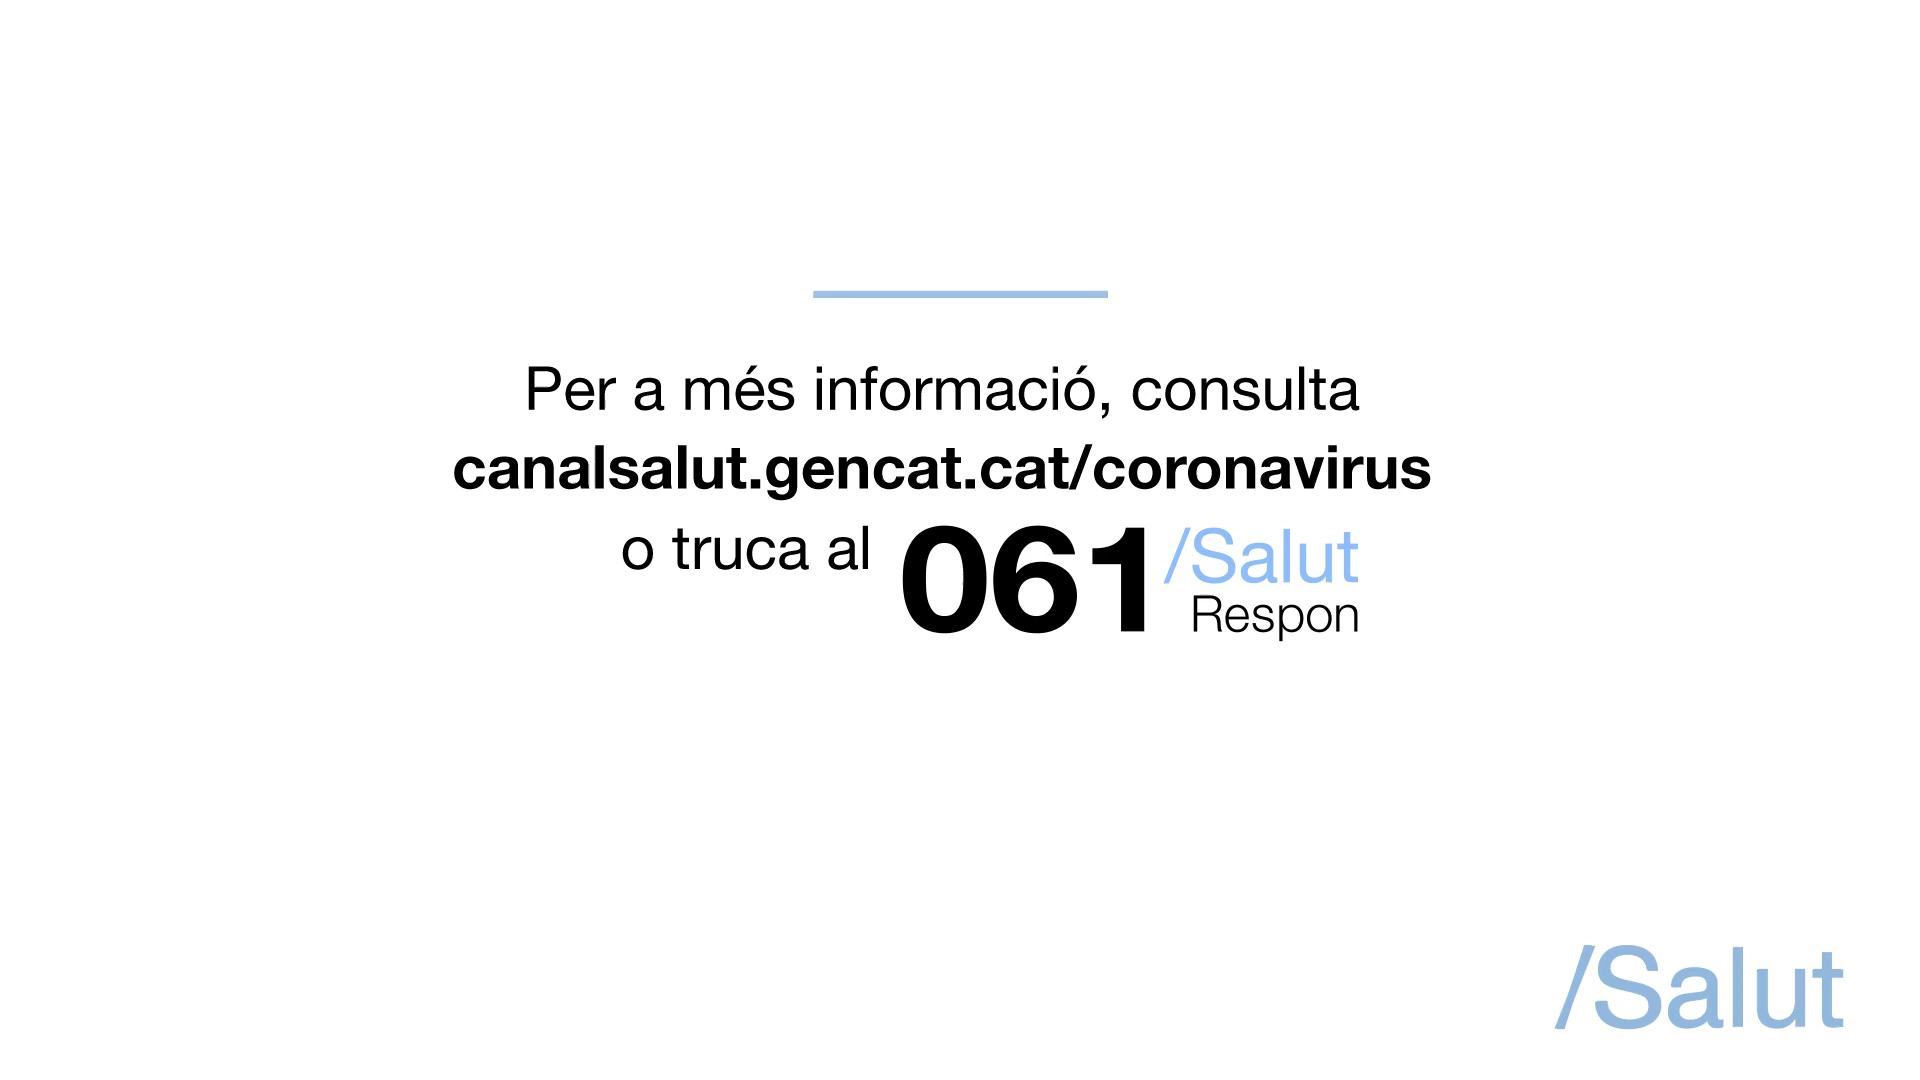 Per a més informació, consulta
canalsalut.gencat.cat/coronavirus
o truca al 061 /Salut
Respon
/Salut